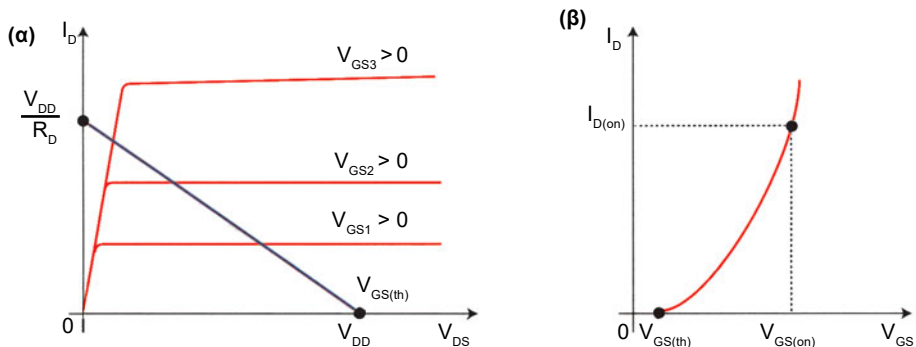 (α)
I_D
V_GS3 > 0
V_DD
R_D
V_GS2 > 0
V_GS1 > 0
V_GS(th)
0
V_DD
V_DS
(β)
I_D
I_D(on)
0
V_GS(th)
V_GS(on)
V_GS